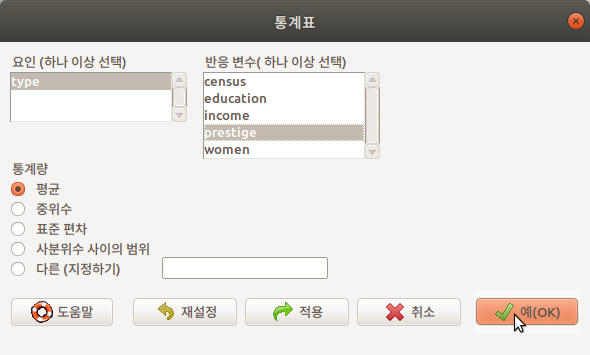 통계표
요인 (하나 이상 선택)
type
반응 변수( 하나 이상 선택)
census
education
income
prestige
women
통계량
평균
중위수
표준 편차
사분위수 사이의 범위
다른 (지정하기)
도움말 재설정 적용 취소 예(OK)